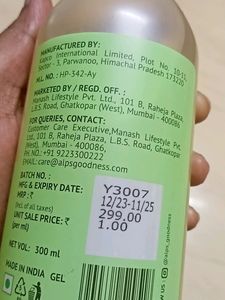 MANUFACTURED BY:
Kapco International Limited, Plot No. 10-11,
Sector - 3, Parwanoo, Himachal Pradesh 173220
M.L. NO. : HP-342-Ay
MARKETED BY / REGD. OFF.:
Manash Lifestyle Pvt. Ltd., 101 B, Raheja Plaza,
L.B.S. Road, Ghatkopar (West), Mumbai - 400086
FOR QUERIES, CONTACT:
Customer Care Executive, Manash Lifestyle Pvt.
Ltd., 101 B, Raheja Plaza, L.B.S. Road, Ghatkopar
(West), Mumbai - 400086,
PH NO.:+91 9223300222
EMAIL: care@alpsgoodness.com
BATCH NO. : Y3007
MFG & EXPIRY DATE: 12/23-11/25
MRP : ₹ 299.00
(Incl. of all taxes)
UNIT SALE PRICE: ₹ 1.00
(per ml)
NET VOL: 300 ml
MADE IN INDIA GEL
@alps_goodness